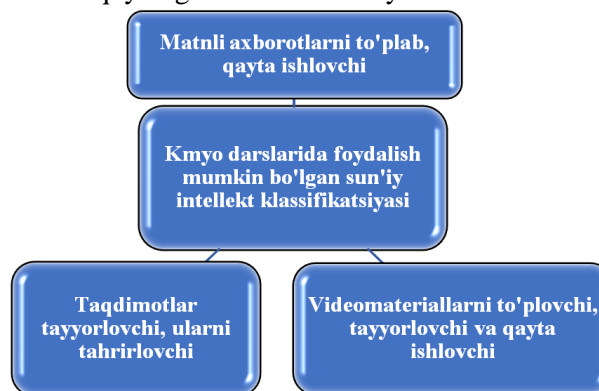 Matnli axborotlarni to'plab,
qayta ishlovchi
Kmyo darslarida foydalish
mumkin bo'lgan sun'iy
intellekt klassifikatsiyasi
Taqdimotlar
tayyorlovchi, ularni
tahrirlovchi
Videomateriallarni to'plovchi,
tayyorlovchi va qayta
ishlovchi